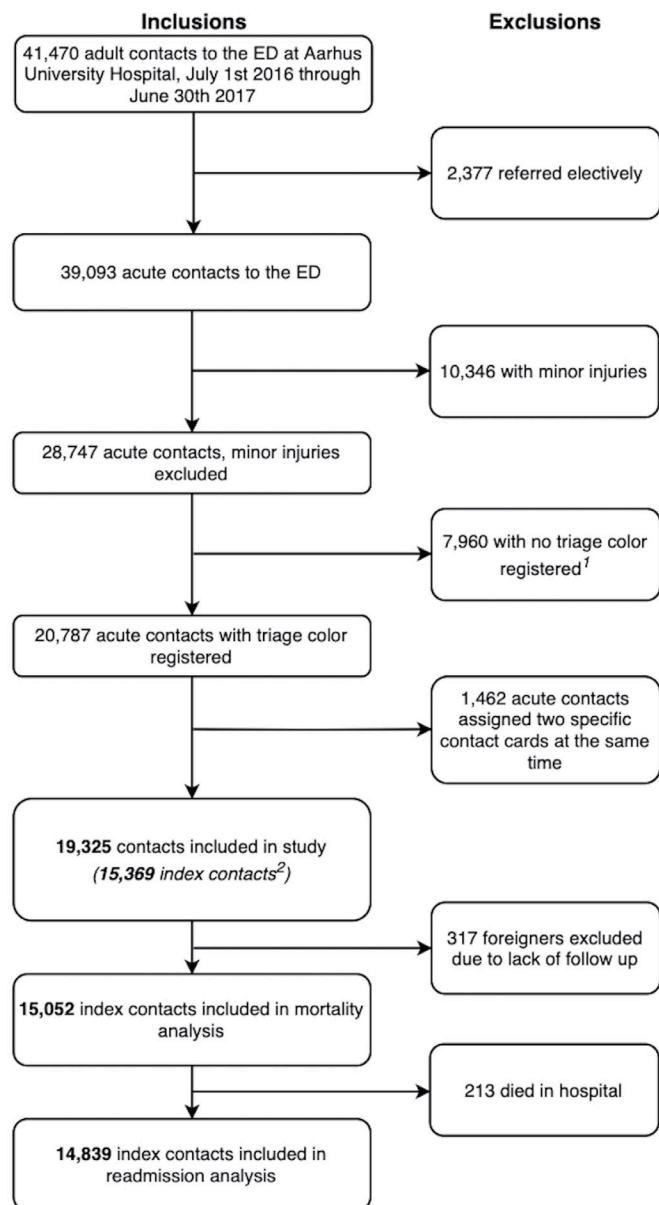 Inclusions
Exclusions
41,470 adult contacts to the ED at Aarhus
University Hospital, July 1st 2016 through
June 30th 2017
2,377 referred electively
39,093 acute contacts to the ED
10,346 with minor injuries
28,747 acute contacts, minor injuries
excluded
7,960 with no triage color
registered¹
20,787 acute contacts with triage color
registered
1,462 acute contacts
assigned two specific
contact cards at the same
time
19,325 contacts included in study
(15,369 index contacts²)
317 foreigners excluded
due to lack of follow up
15,052 index contacts included in mortality
analysis
213 died in hospital
14,839 index contacts included in
readmission analysis